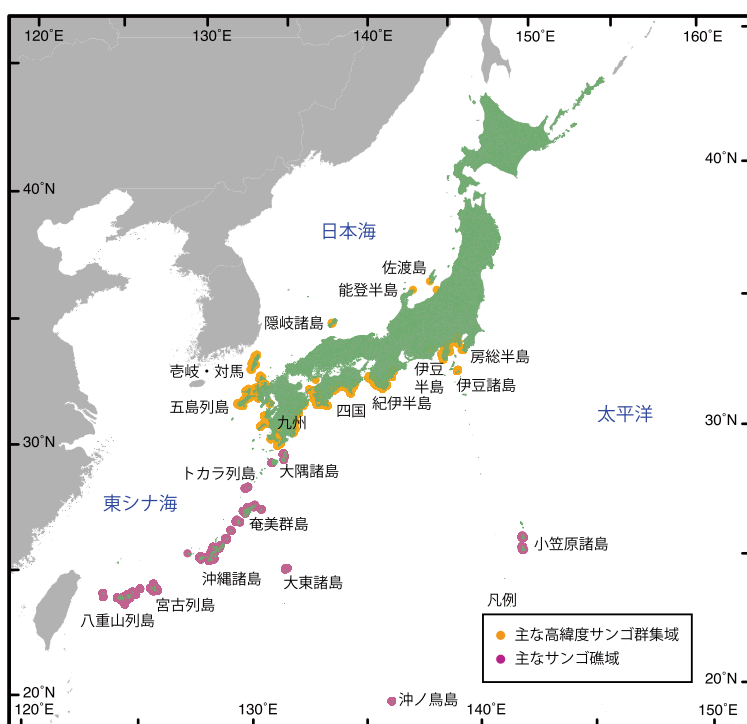 120°E
130°E
140°E
150°E
160°E
40°N
40°N
日本海
佐渡島
能登半島
隠岐諸島
房総半島
伊豆
半島
壱岐・対馬
伊豆諸島
五島列島
四国
紀伊半島
太平洋
九州
30°N
30°N
トカラ列島
大隅諸島
東シナ海
奄美群島
小笠原諸島
沖縄諸島
大東諸島
宮古列島
八重山列島
凡例
主な高緯度サンゴ群集域
主なサンゴ礁域
20°N
20°N
沖ノ鳥島
120°E
130°E
140°E
150°E